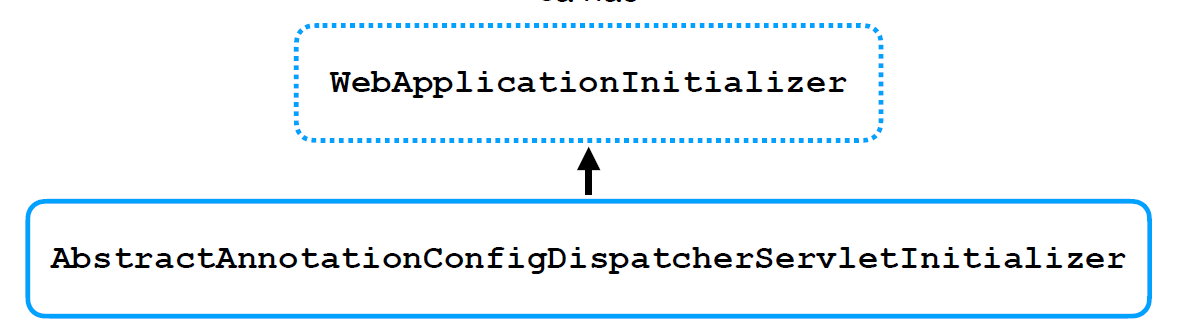 WebApplicationInitializer
AbstractAnnotationConfigDispatcherServletInitializer